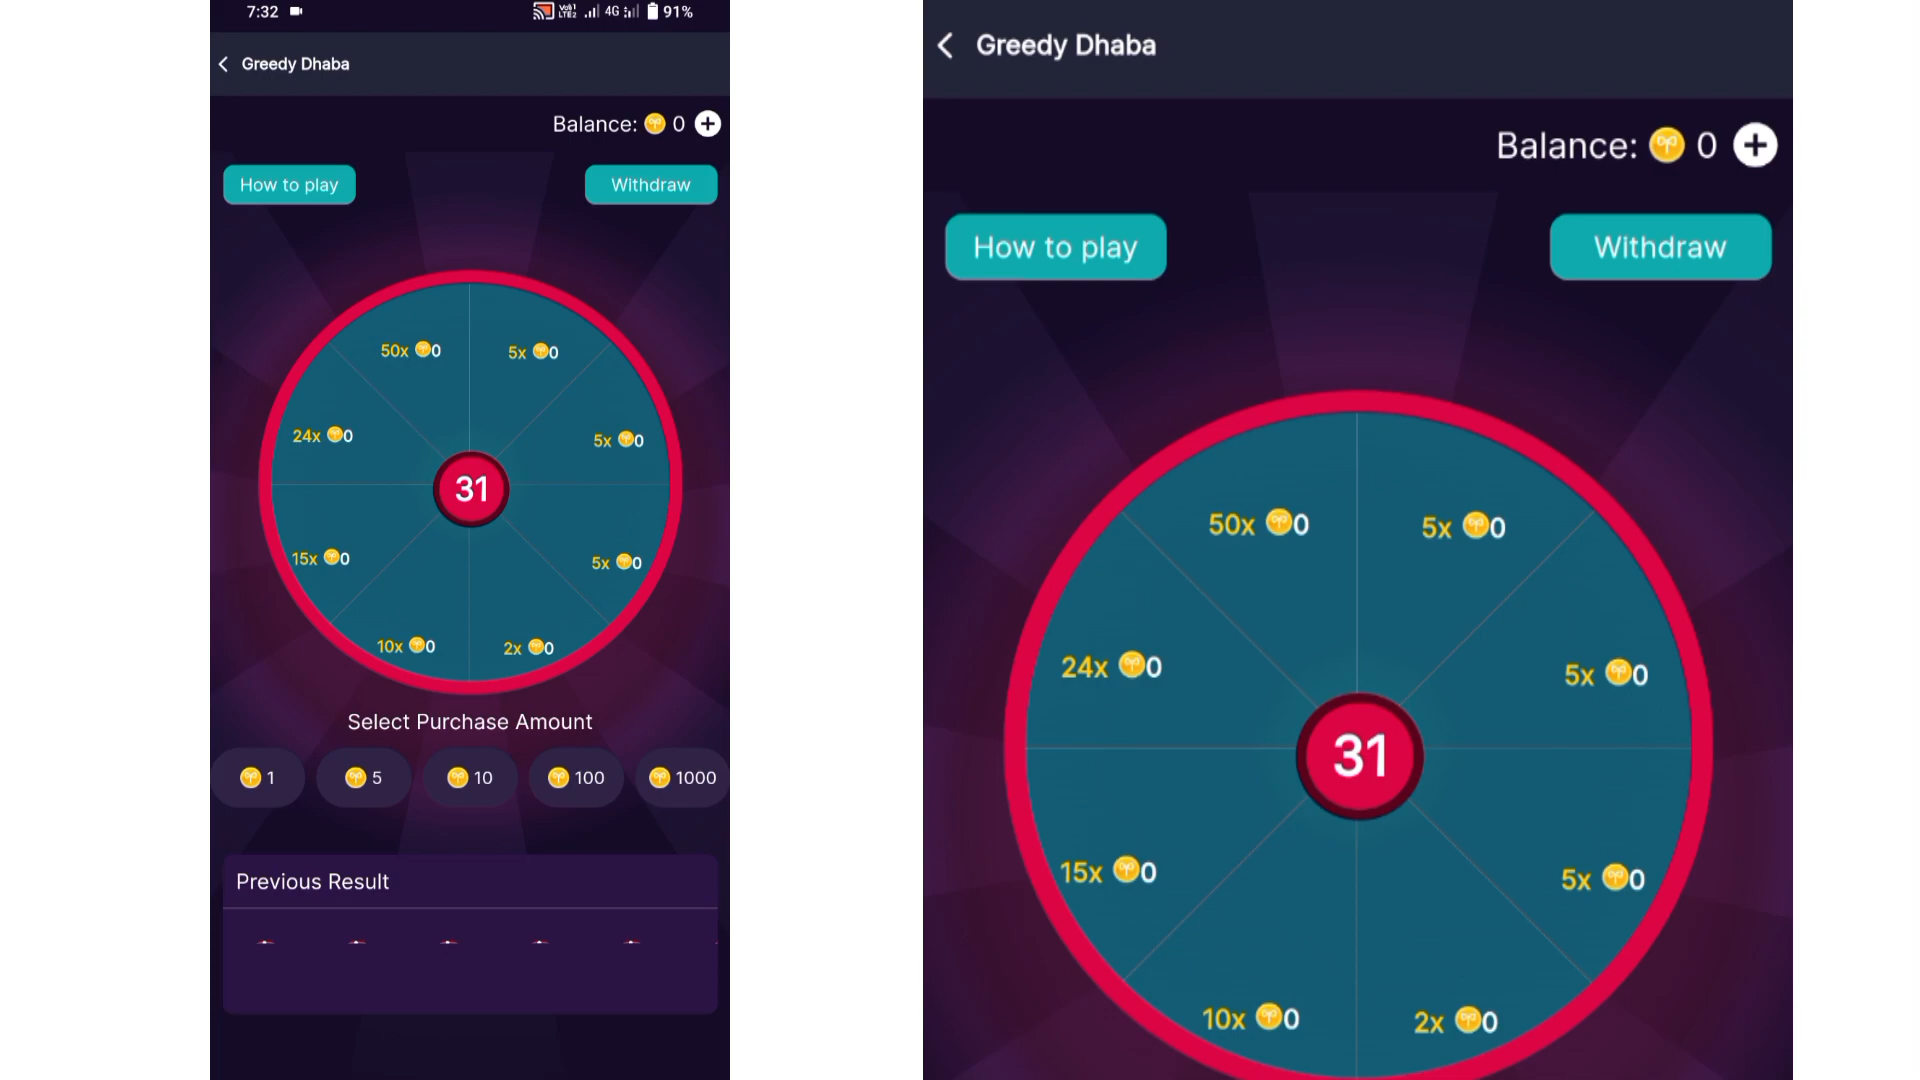 7:32 Vo1) LTE2 4G 91%
Greedy Dhaba
Balance: 0
How to play
Withdraw
50x 0
5x 0
24x 0
5x 0
31
15x 0
5x 0
10x 0
2x 0
Select Purchase Amount
1
5
10
100
1000
Previous Result
Greedy Dhaba
Balance: 0
How to play
Withdraw
50x 0
5x 0
24x 0
5x 0
31
15x 0
5x 0
10x 0
2x 0